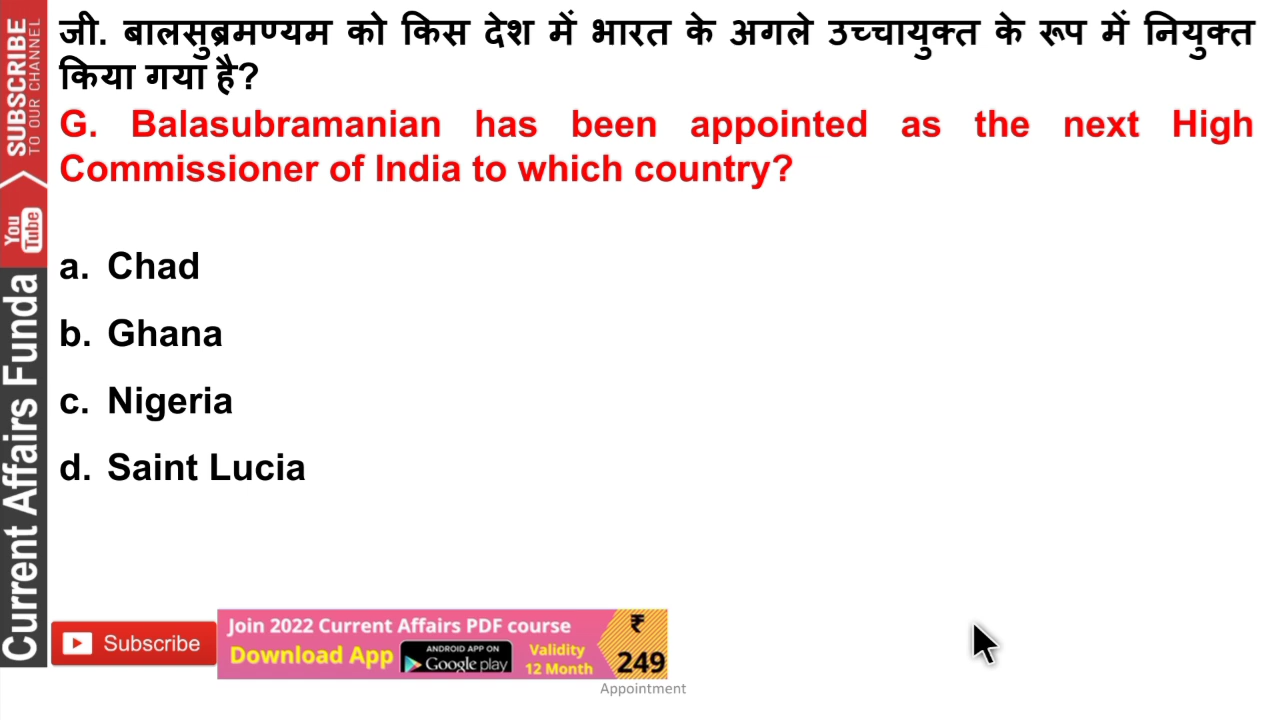 जी. बालसुब्रमण्यम को किस देश में भारत के अगले उच्चायुक्त के रूप में नियुक्त
किया गया है?
G. Balasubramanian has been appointed as the next High
Commissioner of India to which country?
a. Chad
b. Ghana
c. Nigeria
d. Saint Lucia
SUBSCRIBE
TO OUR CHANNEL
You
Tube
Current Affairs Funda
Subscribe
Join 2022 Current Affairs PDF course
Download App
ANDROID APP ON
Google play
Validity
12 Month
₹
249
Appointment